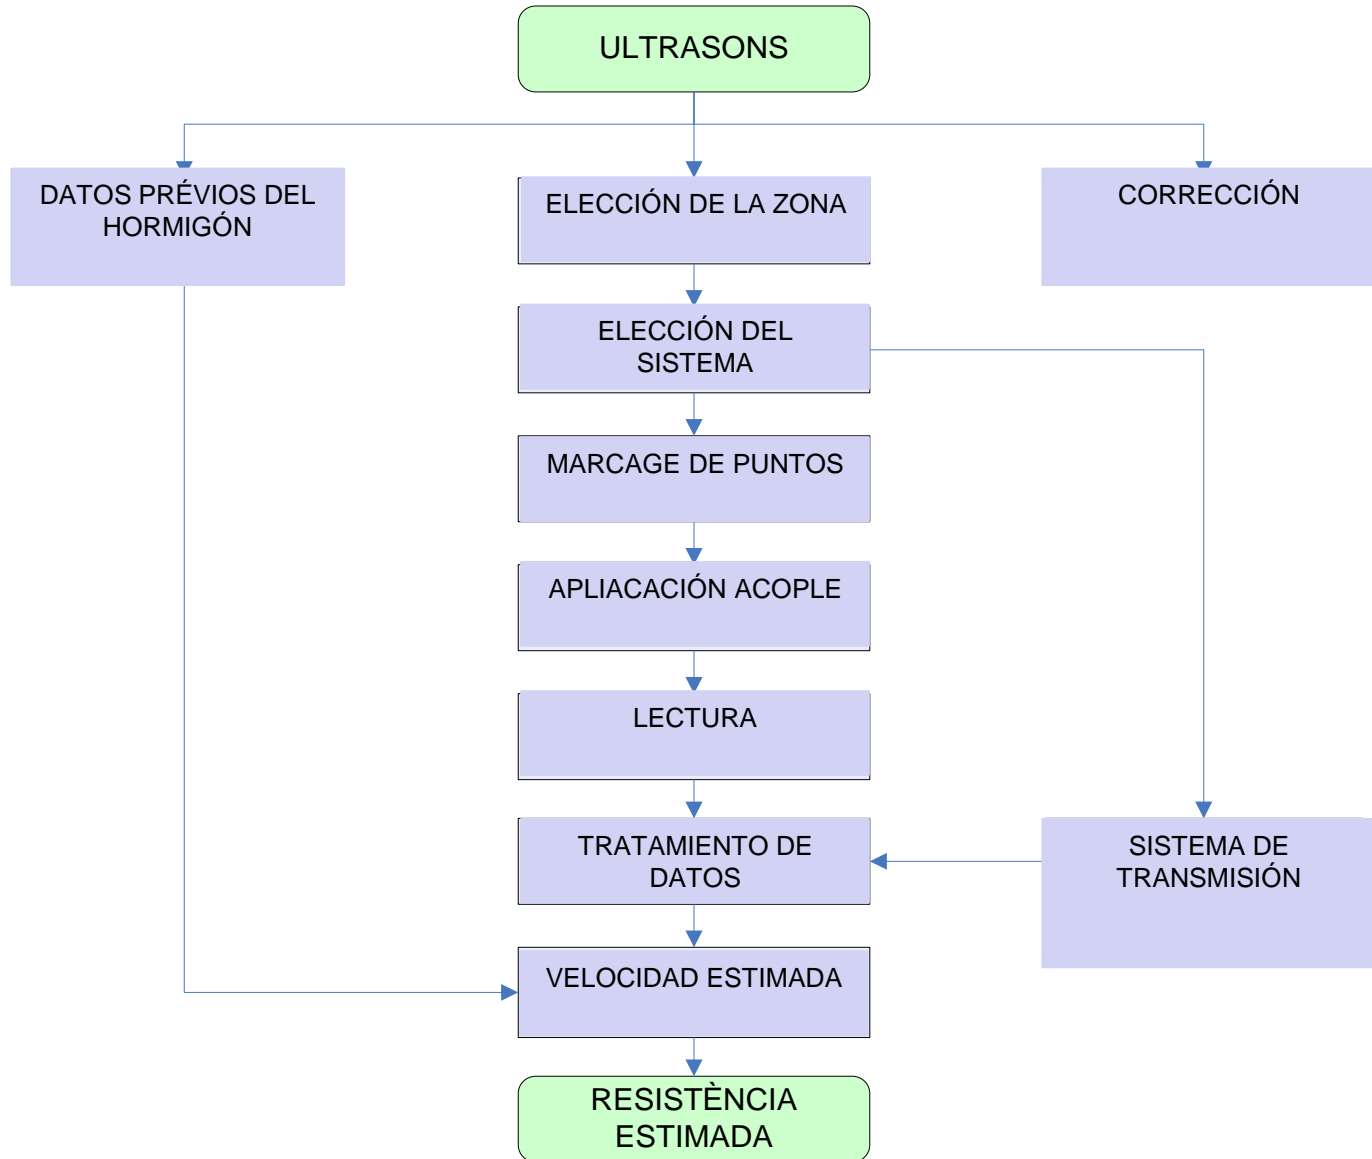 ULTRASONS
DATOS PRÉVIOS DEL
HORMIGÓN
ELECCIÓN DE LA ZONA
CORRECCIÓN
ELECCIÓN DEL
SISTEMA
MARCAGE DE PUNTOS
APLIACACIÓN ACOPLE
LECTURA
TRATAMIENTO DE
DATOS
SISTEMA DE
TRANSMISIÓN
VELOCIDAD ESTIMADA
RESISTÈNCIA
ESTIMADA